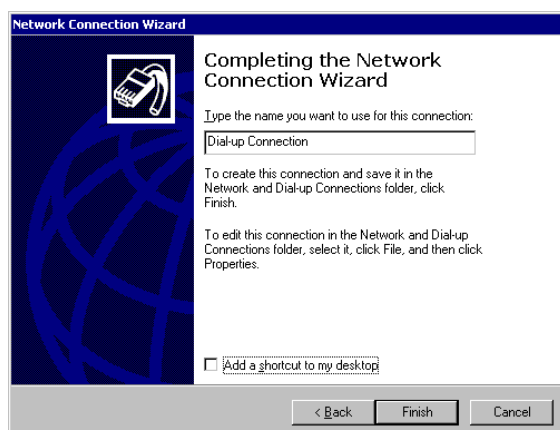 Network Connection Wizard
Completing the Network
Connection Wizard
Type the name you want to use for this connection:
Dial-up Connection
To create this connection and save it in the
Network and Dial-up Connections folder, click
Finish.
To edit this connection in the Network and Dial-up
Connections folder, select it, click File, and then click
Properties.
Add a shortcut to my desktop
< Back Finish Cancel